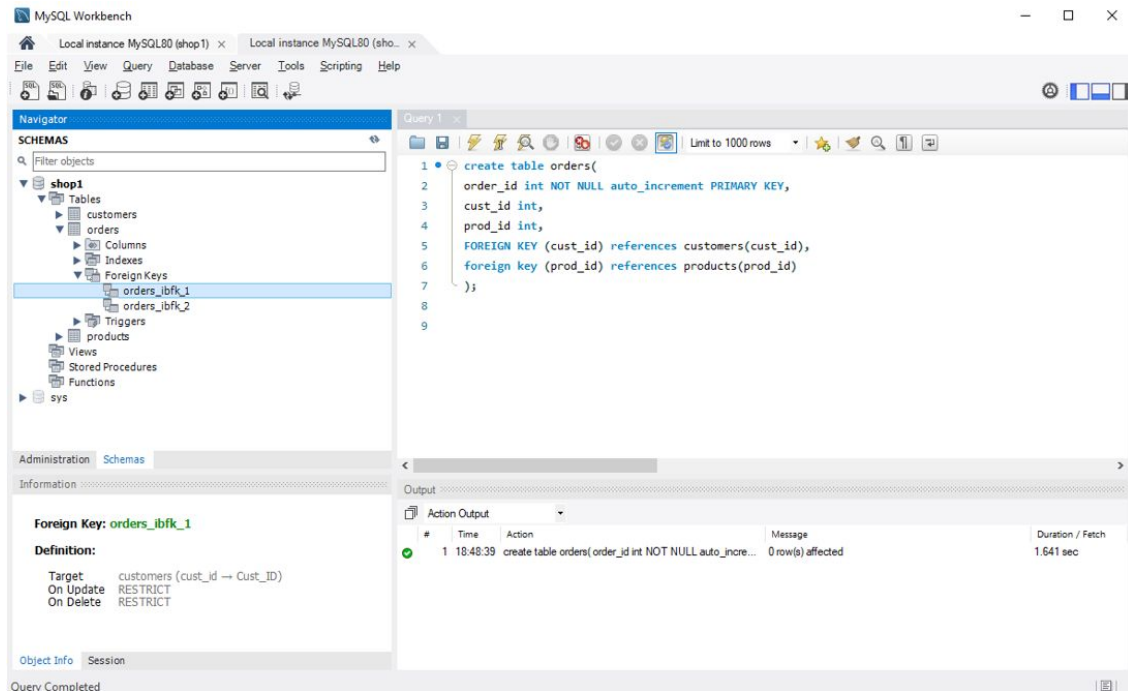 MySQL Workbench
Local instance MySQL80 (shop1) × Local instance MySQL80 (sho... ×
File Edit View Query Database Server Tools Scripting Help
Navigator
SCHEMAS
Filter objects
shop1
Tables
customers
orders
Columns
Indexes
Foreign Keys
orders_ibfk_1
orders_ibfk_2
Triggers
products
Views
Stored Procedures
Functions
sys
Administration Schemas
Information
Foreign Key: orders_ibfk_1
Definition:
Target customers (cust_id → Cust_ID)
On Update RESTRICT
On Delete RESTRICT
Object Info Session
Query 1 ×
Limit to 1000 rows
1 create table orders(
2 order_id int NOT NULL auto_increment PRIMARY KEY,
3 cust_id int,
4 prod_id int,
5 FOREIGN KEY (cust_id) references customers(cust_id),
6 foreign key (prod_id) references products(prod_id)
7 );
8
9
Output
Action Output
# Time Action Message Duration / Fetch
1 18:48:39 create table orders( order_id int NOT NULL auto_incre... 0 row(s) affected 1.641 sec
Query Completed